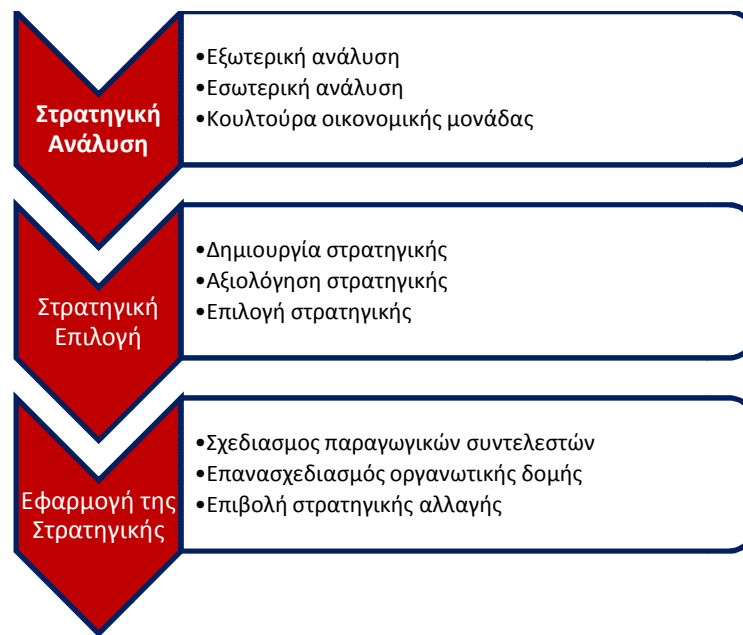 Στρατηγική
Ανάλυση
•Εξωτερική ανάλυση
•Εσωτερική ανάλυση
•Κουλτούρα οικονομικής μονάδας
Στρατηγική
Επιλογή
•Δημιουργία στρατηγικής
•Αξιολόγηση στρατηγικής
•Επιλογή στρατηγικής
Εφαρμογή της
Στρατηγικής
•Σχεδιασμος παραγωγικών συντελεστών
•Επανασχεδιασμός οργανωτικής δομής
•Επιβολή στρατηγικής αλλαγής